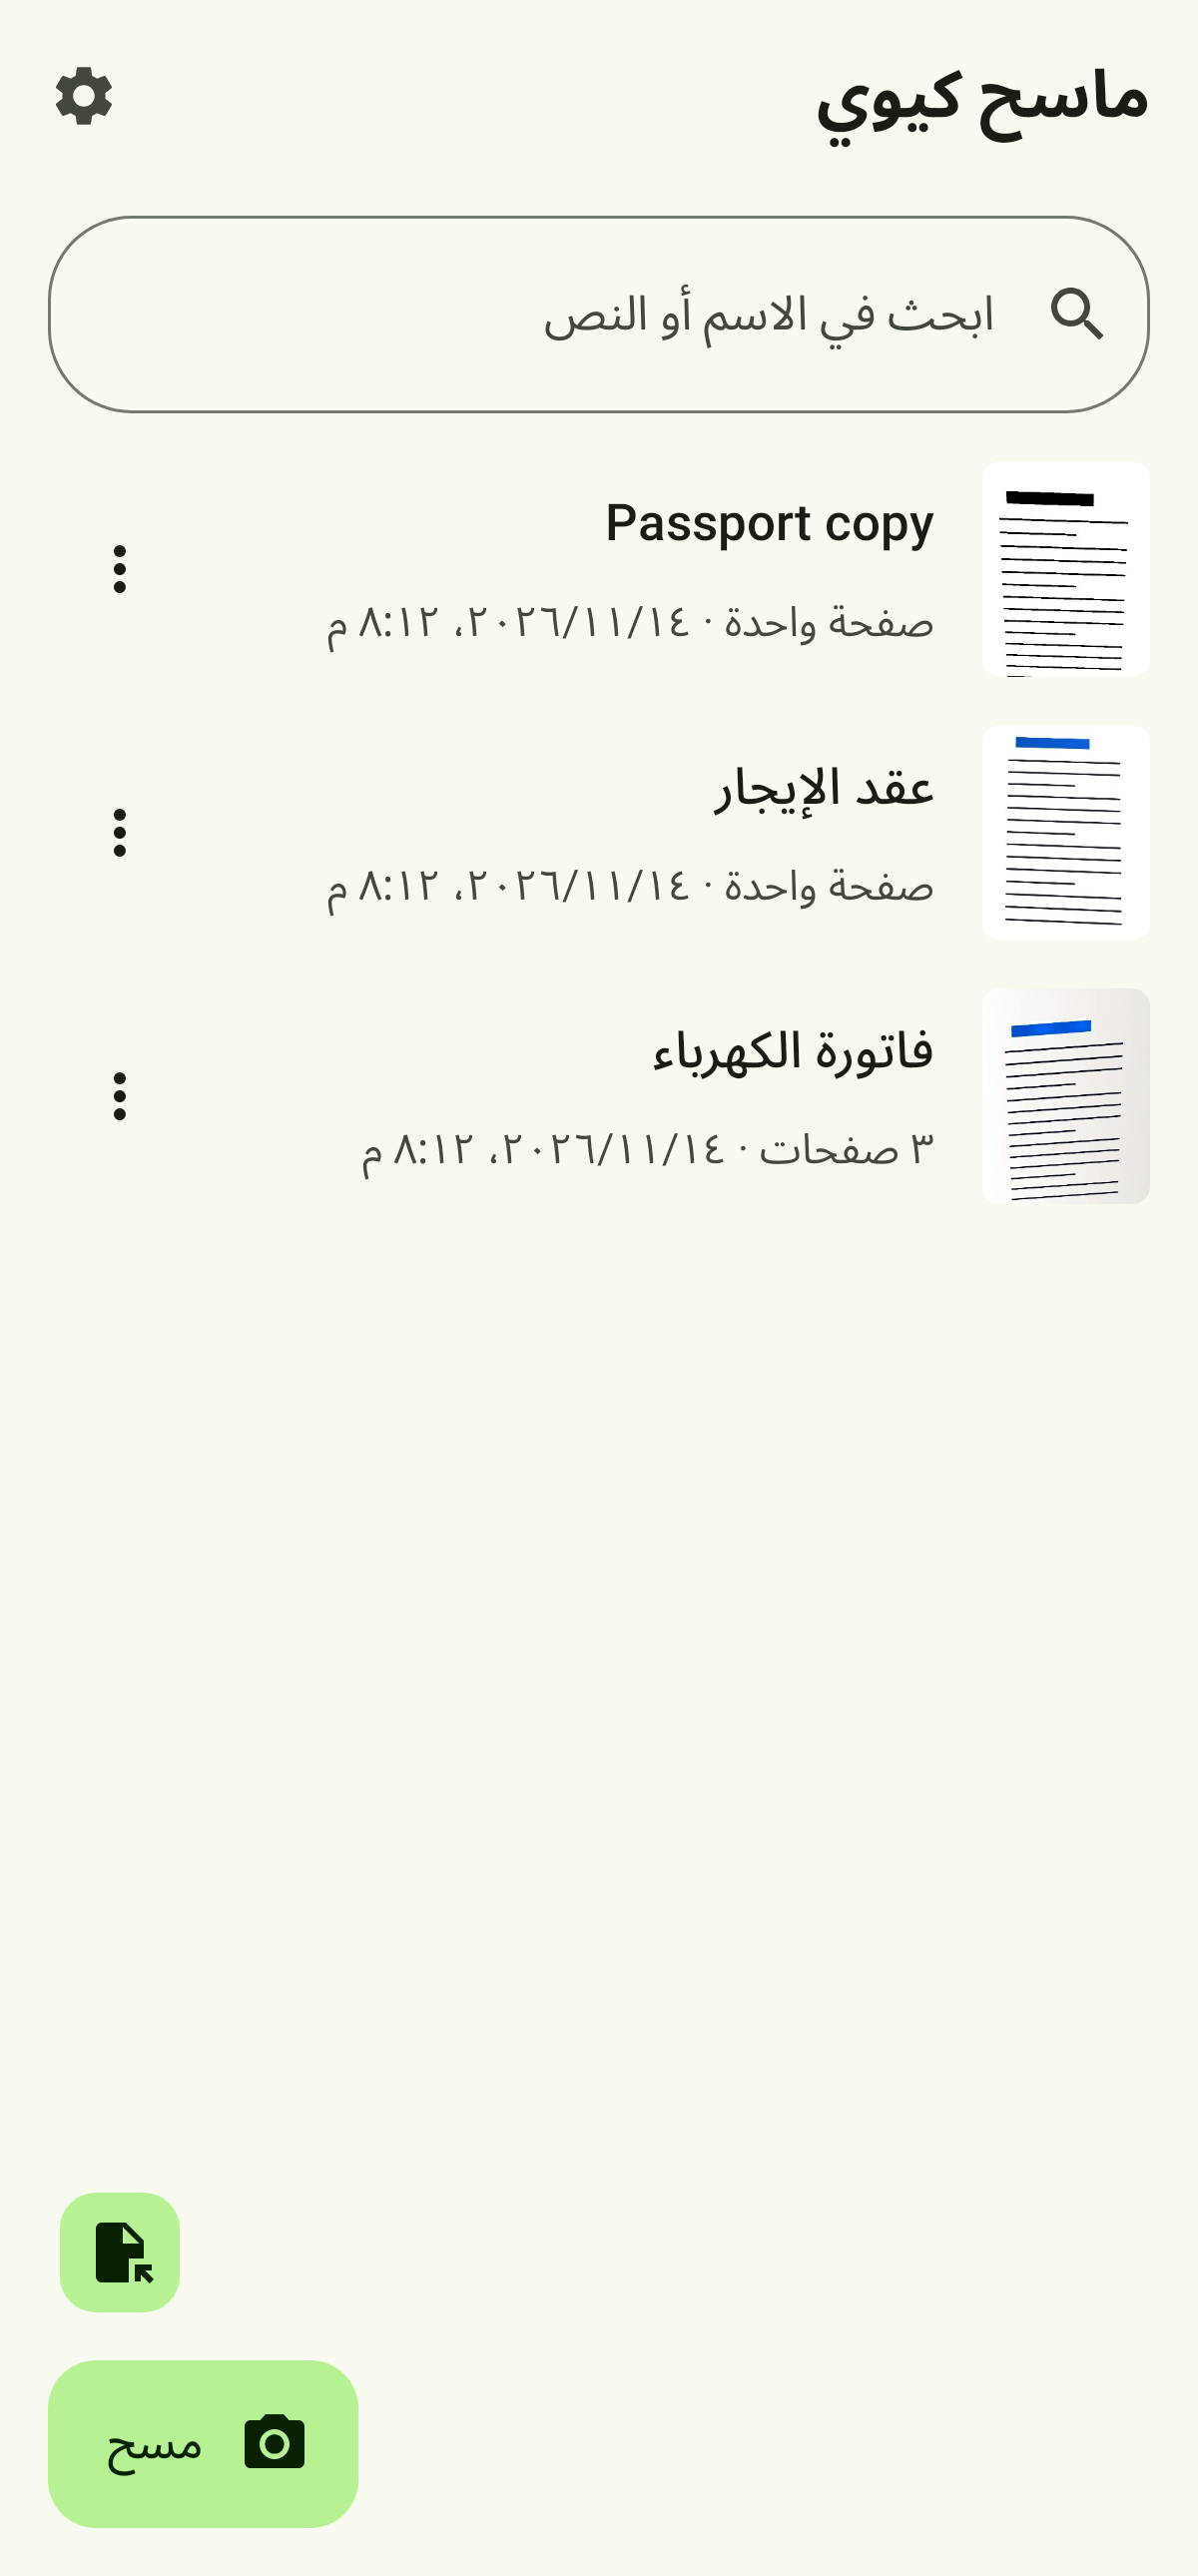 ماسح كيوي
ابحث في الاسم أو النص
Passport copy
صفحة واحدة · ٢٠٢٦/١١/١٤، ٨:١٢ م
عقد الإيجار
صفحة واحدة · ٢٠٢٦/١١/١٤، ٨:١٢ م
فاتورة الكهرباء
٣ صفحات · ٢٠٢٦/١١/١٤، ٨:١٢ م
مسح